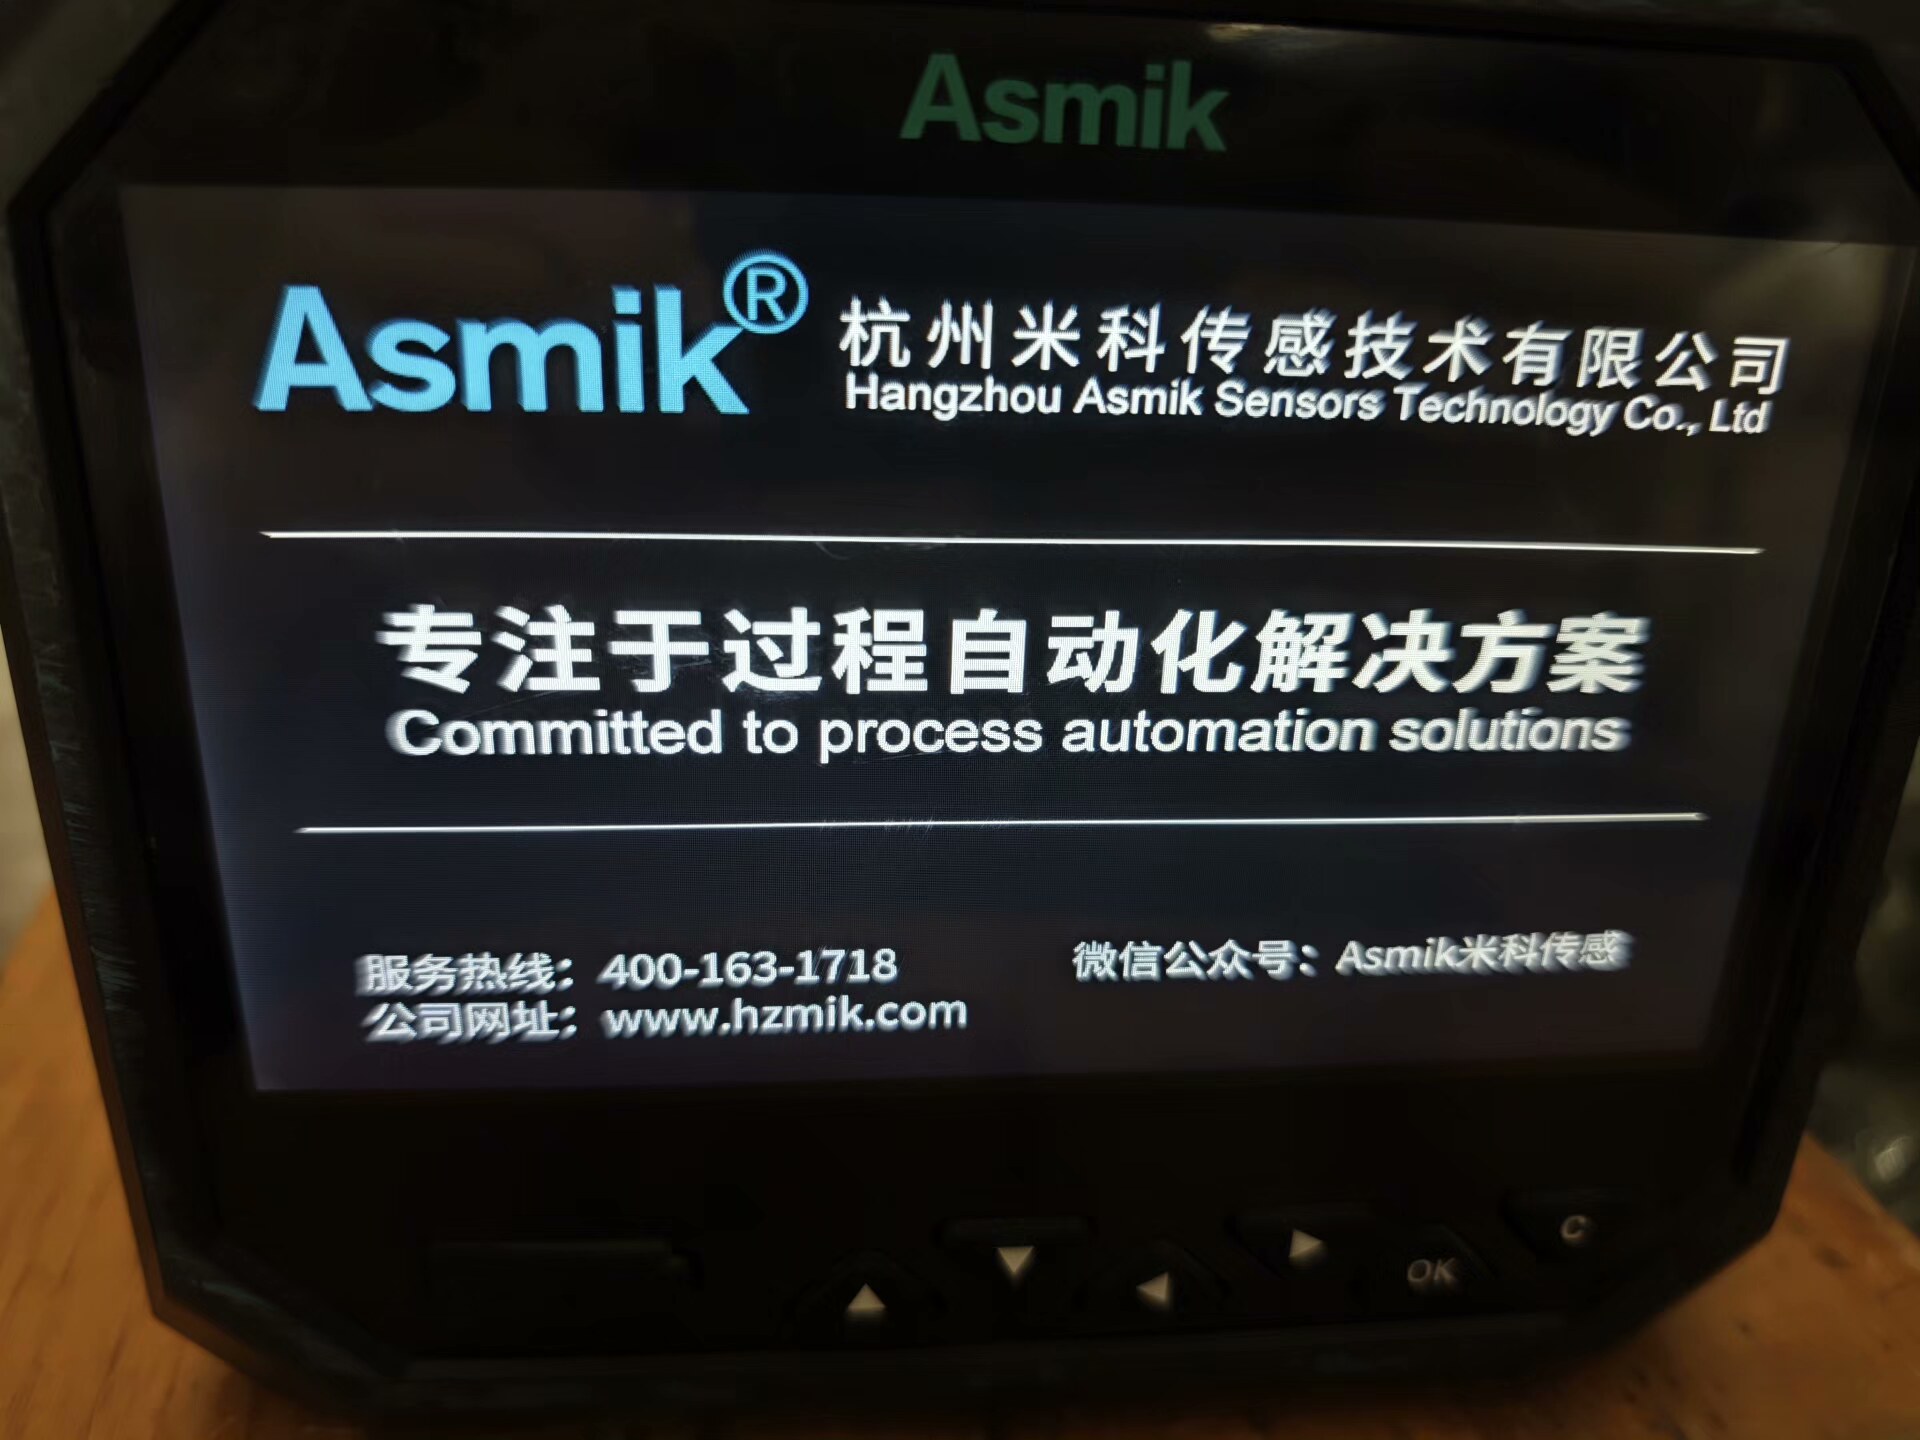 Asmik
Asmik®
杭州米科传感技术有限公司
Hangzhou Asmik Sensors Technology Co., Ltd
专注于过程自动化解决方案
Committed to process automation solutions
服务热线：400-163-1718
微信公众号：Asmik米科传感
公司网址：www.hzmik.com
OK
C